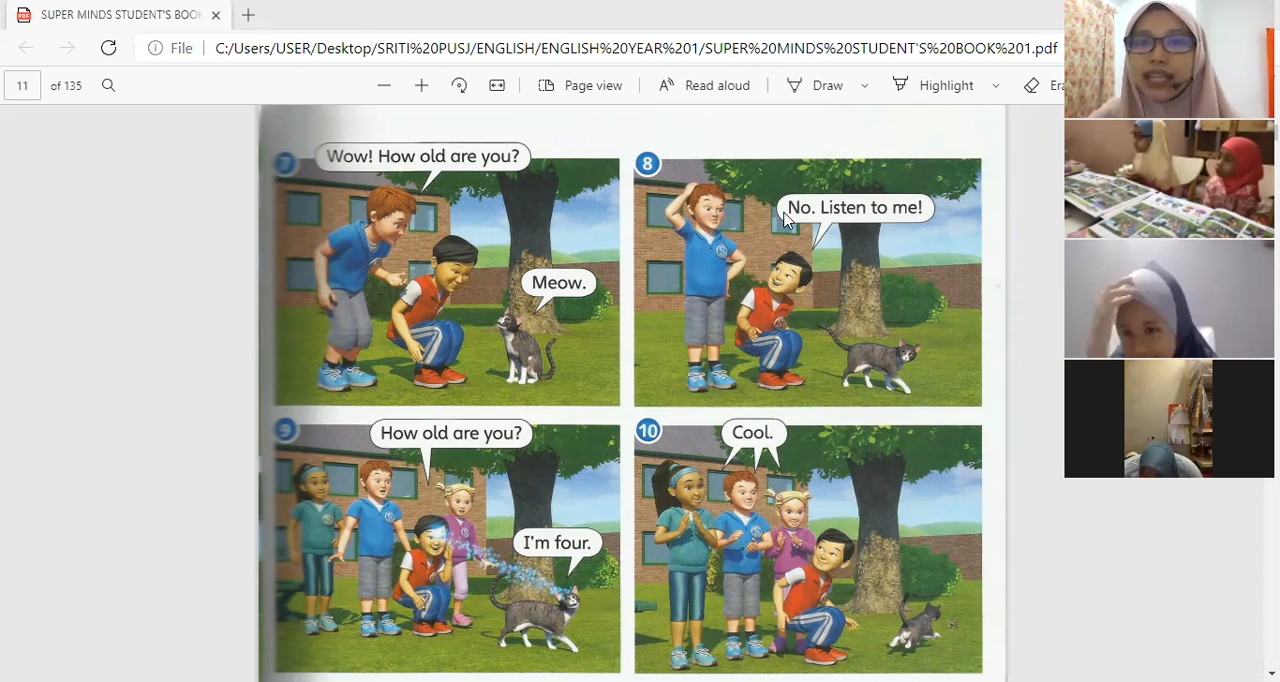 SUPER MINDS STUDENT'S BOO
File
C:/Users/USER/Desktop/SRITI%20PUSJ/ENGLISH/ENGLISH%20YEAR%201/SUPER%20MINDS%20STUDENT'S%20BOOK%201.pdf
11 of 135
Page view
Read aloud
Draw
Highlight
Era
7
Wow! How old are you?
Meow.
8
No. Listen to me!
9
How old are you?
I'm four.
10
Cool.